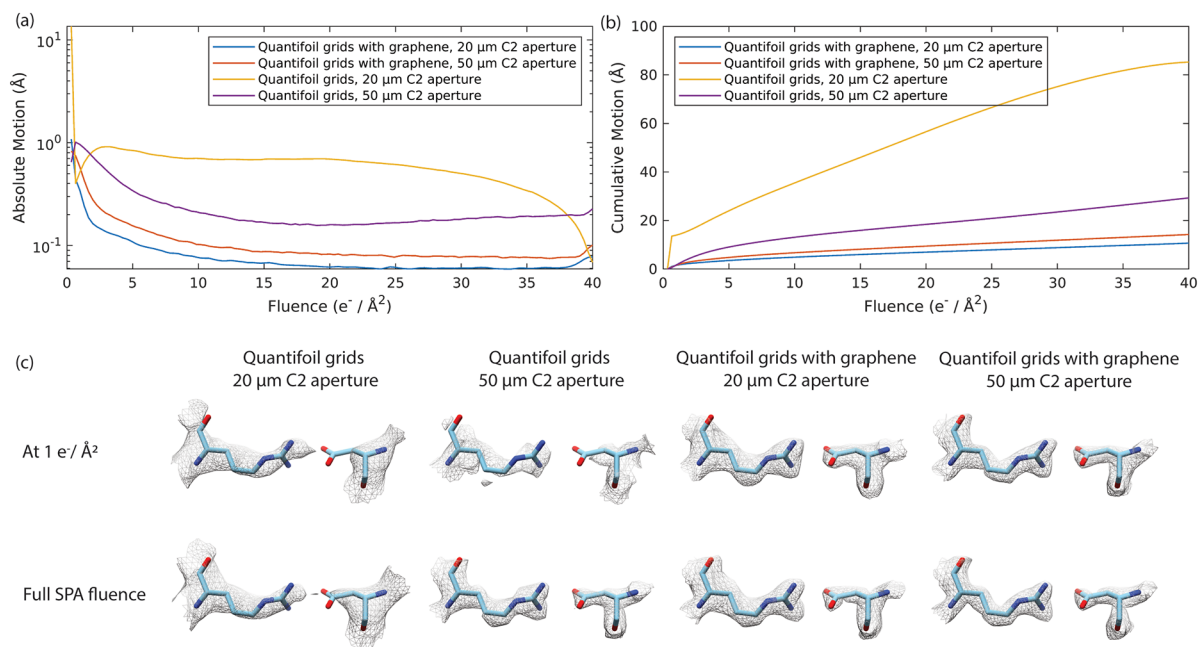 (a)
10¹
10⁰
10⁻¹
Absolute Motion (Å)
Quantifoil grids with graphene, 20 μm C2 aperture
Quantifoil grids with graphene, 50 μm C2 aperture
Quantifoil grids, 20 μm C2 aperture
Quantifoil grids, 50 μm C2 aperture
0 5 10 15 20 25 30 35 40
Fluence (e⁻ / Å²)
(b)
100
80
60
40
20
0
Cumulative Motion (Å)
Quantifoil grids with graphene, 20 μm C2 aperture
Quantifoil grids with graphene, 50 μm C2 aperture
Quantifoil grids, 20 μm C2 aperture
Quantifoil grids, 50 μm C2 aperture
0 5 10 15 20 25 30 35 40
Fluence (e⁻ / Å²)
(c)
Quantifoil grids
20 μm C2 aperture
Quantifoil grids
50 μm C2 aperture
Quantifoil grids with graphene
20 μm C2 aperture
Quantifoil grids with graphene
50 μm C2 aperture
At 1 e⁻/ Å²
Full SPA fluence